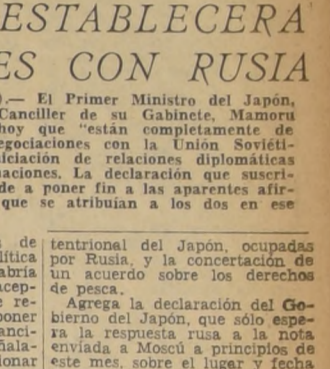 ESTABLECERA
ES CON RUSIA
).— El Primer Ministro del Japón,
Canciller de su Gabinete, Mamoru
hoy que "están completamente de
egociaciones con la Unión Soviéti-
iciación de relaciones diplomáticas
naciones. La declaración que suscri-
de a poner fin a las aparentes afir-
que se atribuían a los dos en ese
s de
lítica
abría
acep-
e re-
poner
anci-
ñala-
ionar
tentrional del Japón, ocupadas
por Rusia, y la concertación de
un acuerdo sobre los derechos
de pesca.
Agrega la declaración del Go-
bierno del Japón, que sólo espe-
ra la respuesta rusa a la nota
enviada a Moscú a principios de
este mes, sobre el lugar y fecha